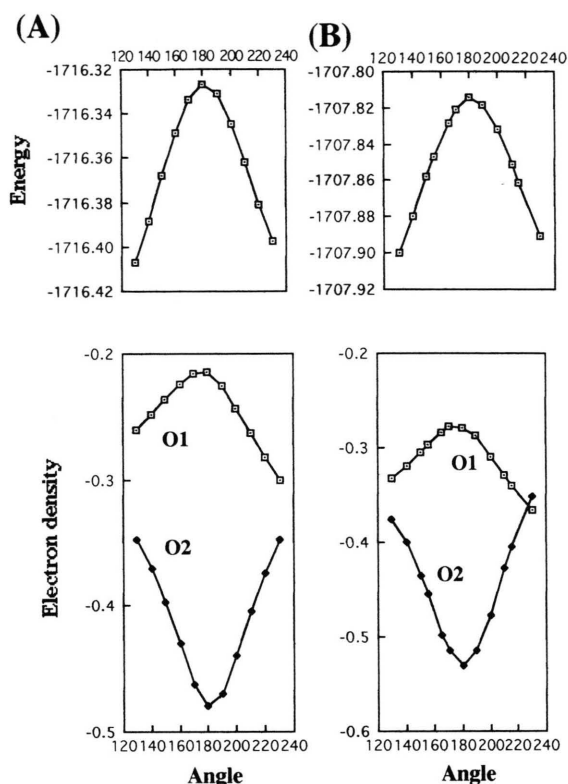 (A)
(B)
120 140 160 180 200 220 240
120 140 160 180 200 220 240
-1716.32
-1716.34
-1716.36
-1716.38
-1716.40
-1716.42
Energy
-1707.80
-1707.82
-1707.84
-1707.86
-1707.88
-1707.90
-1707.92
-0.2
-0.3
-0.4
-0.5
Electron density
O1
O2
120 140 160 180 200 220 240
Angle
-0.2
-0.3
-0.4
-0.5
-0.6
O1
O2
120 140 160 180 200 220 240
Angle